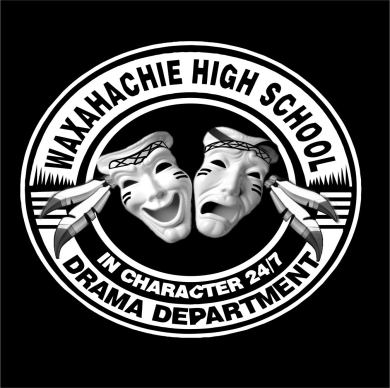 WAXAHACHIE HIGH SCHOOL
IN CHARACTER 24/7
DRAMA DEPARTMENT